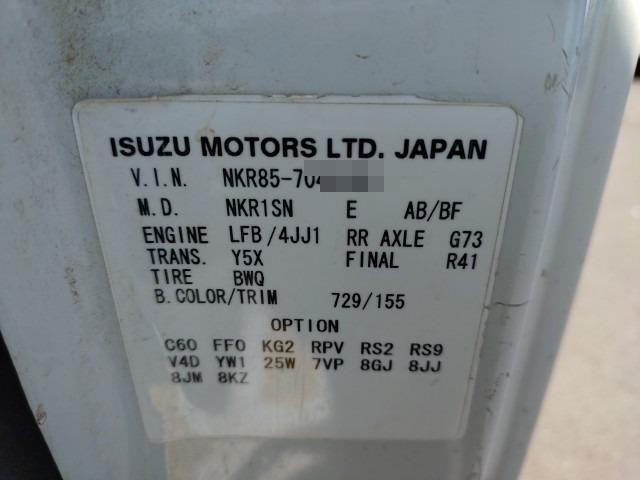 ISUZU MOTORS LTD. JAPAN
V.I.N. NKR85-704
M.D. NKR1SN E AB/BF
ENGINE LFB/4JJ1 RR AXLE G73
TRANS. Y5X FINAL R41
TIRE BWQ
B.COLOR/TRIM 729/155
OPTION
C60 FF0 KG2 RPV RS2 RS9
V4D YW1 25W 7VP 8GJ 8JJ
8JM 8KZ